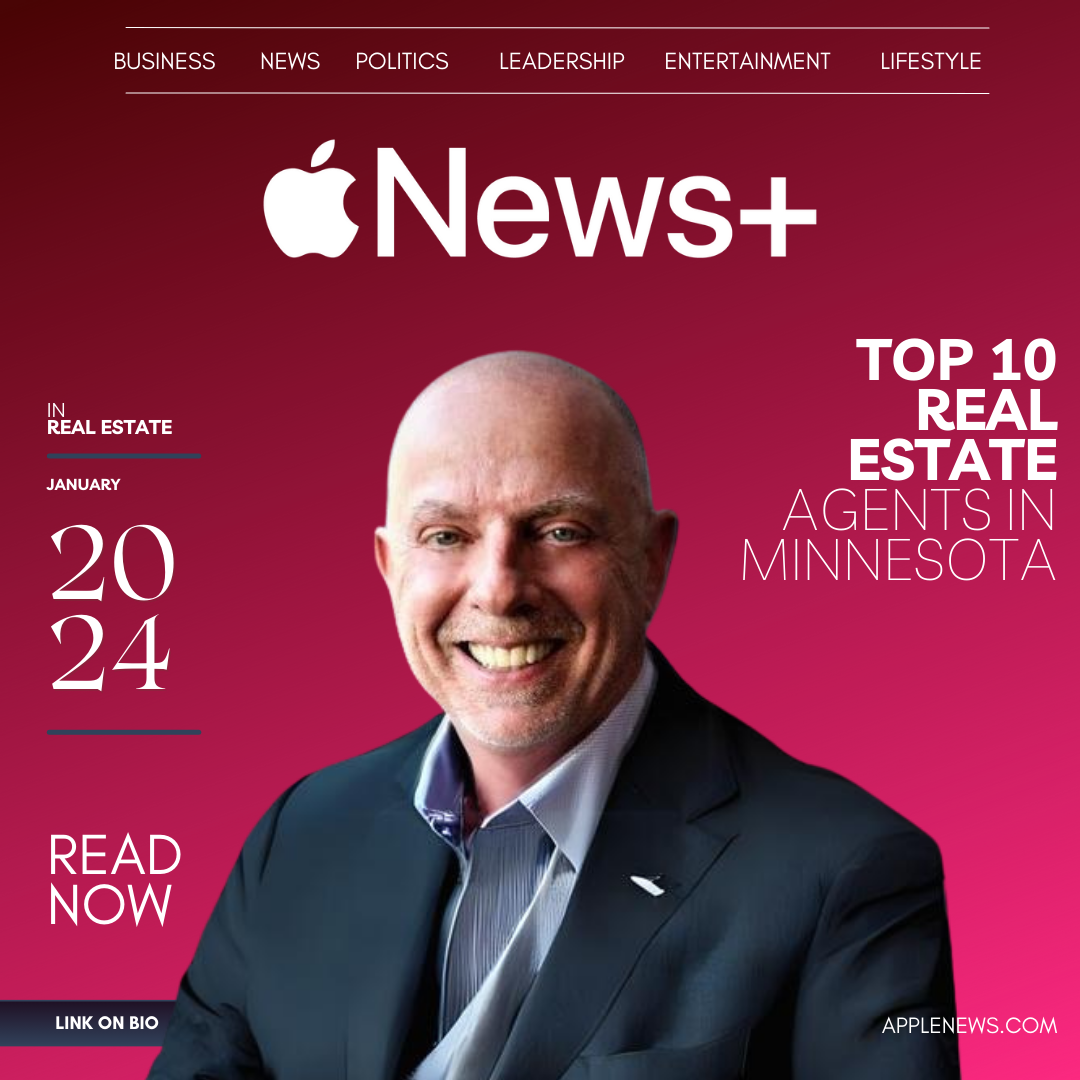 BUSINESS NEWS POLITICS LEADERSHIP ENTERTAINMENT LIFESTYLE
News+
TOP 10
REAL
ESTATE
AGENTS IN
MINNESOTA
IN
REAL ESTATE
JANUARY
20
24
READ
NOW
LINK ON BIO
APPLENEWS.COM